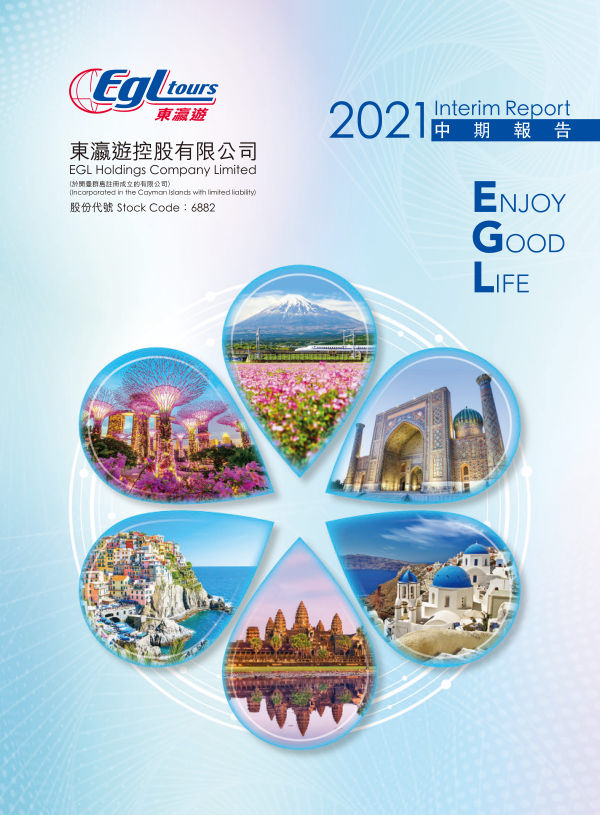 Egl tours
東瀛遊
東瀛遊控股有限公司
EGL Holdings Company Limited
(於開曼群島註冊成立的有限公司)
(Incorporated in the Cayman Islands with limited liability)
股份代號 Stock Code：6882
2021 Interim Report
中期報告
ENJOY
GOOD
LIFE